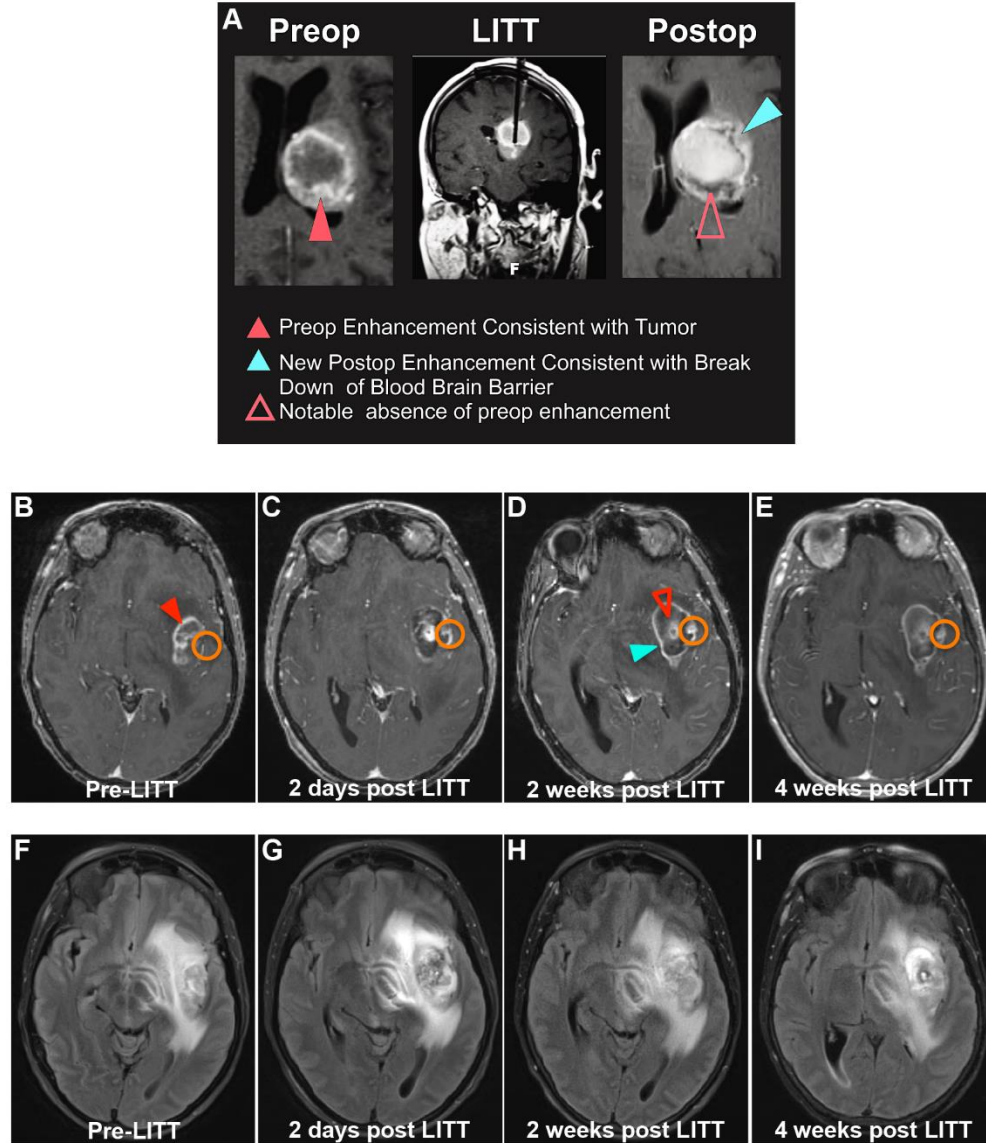 A
Preop
LITT
Postop
F
Preop Enhancement Consistent with Tumor
New Postop Enhancement Consistent with Break
Down of Blood Brain Barrier
Notable absence of preop enhancement
B
C
D
E
Pre-LITT
2 days post LITT
2 weeks post LITT
4 weeks post LITT
F
G
H
I
Pre-LITT
2 days post LITT
2 weeks post LITT
4 weeks post LITT